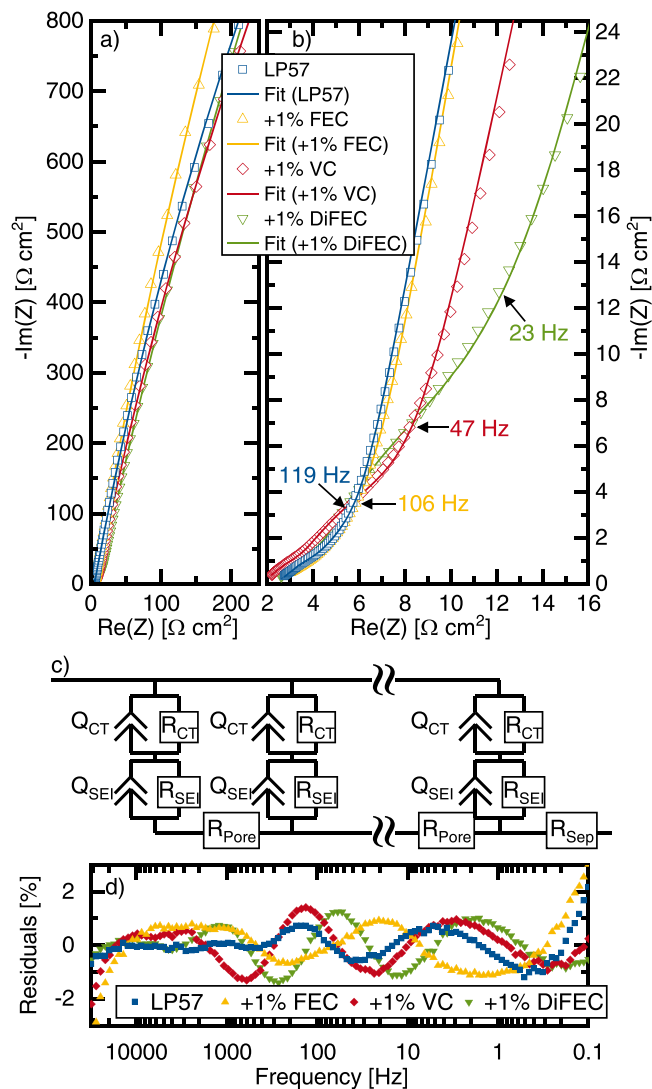 a)
800
700
600
500
400
300
200
100
0
-Im(Z) [Ω cm²]
0 100 200
Re(Z) [Ω cm²]
b)
LP57
Fit (LP57)
+1% FEC
Fit (+1% FEC)
+1% VC
Fit (+1% VC)
+1% DiFEC
Fit (+1% DiFEC)
24
22
20
18
16
14
12
10
8
6
4
2
0
-Im(Z) [Ω cm²]
23 Hz
47 Hz
119 Hz
106 Hz
2 4 6 8 10 12 14 16
Re(Z) [Ω cm²]
c)
Q_CT R_CT Q_CT R_CT Q_CT R_CT
Q_SEI R_SEI Q_SEI R_SEI Q_SEI R_SEI
R_Pore R_Pore R_Sep
d)
2
0
-2
Residuals [%]
LP57 +1% FEC +1% VC +1% DiFEC
10000 1000 100 10 1 0.1
Frequency [Hz]